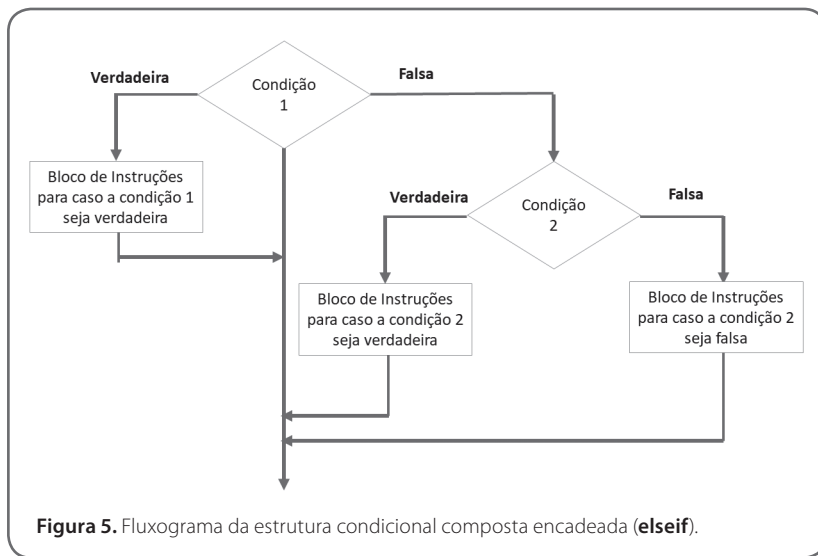 Verdadeira
Condição
1
Falsa
Bloco de Instruções
para caso a condição 1
seja verdadeira
Verdadeira
Condição
2
Falsa
Bloco de Instruções
para caso a condição 2
seja verdadeira
Bloco de Instruções
para caso a condição 2
seja falsa
Figura 5. Fluxograma da estrutura condicional composta encadeada (elseif).